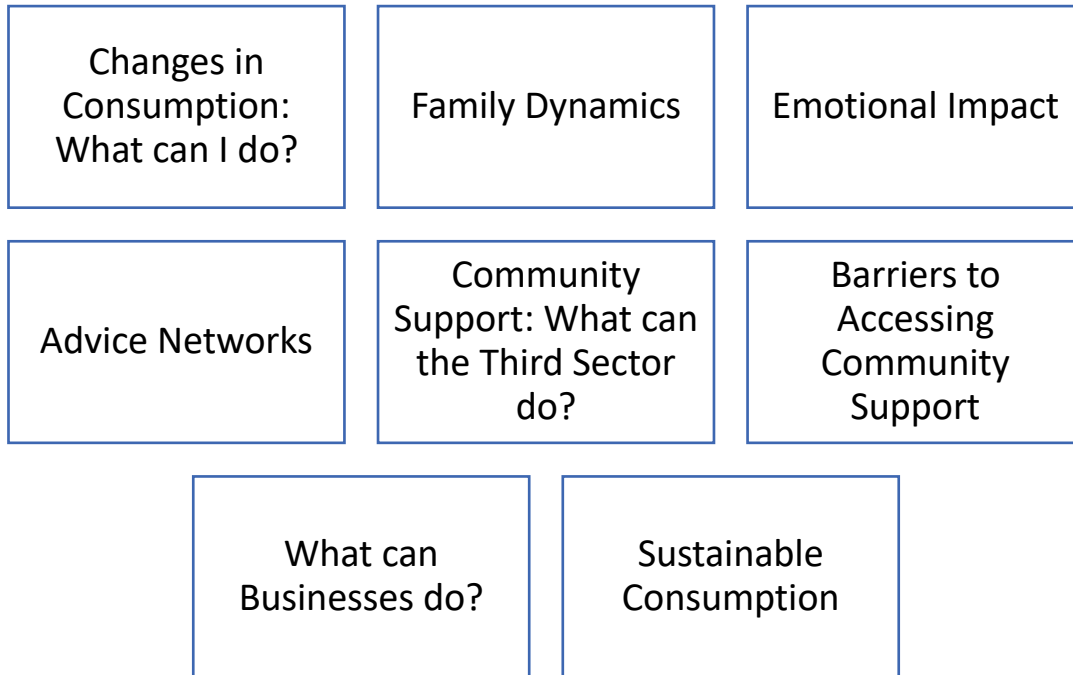 Changes in
Consumption:
What can I do?
Family Dynamics
Emotional Impact
Advice Networks
Community
Support: What can
the Third Sector
do?
Barriers to
Accessing
Community
Support
What can
Businesses do?
Sustainable
Consumption